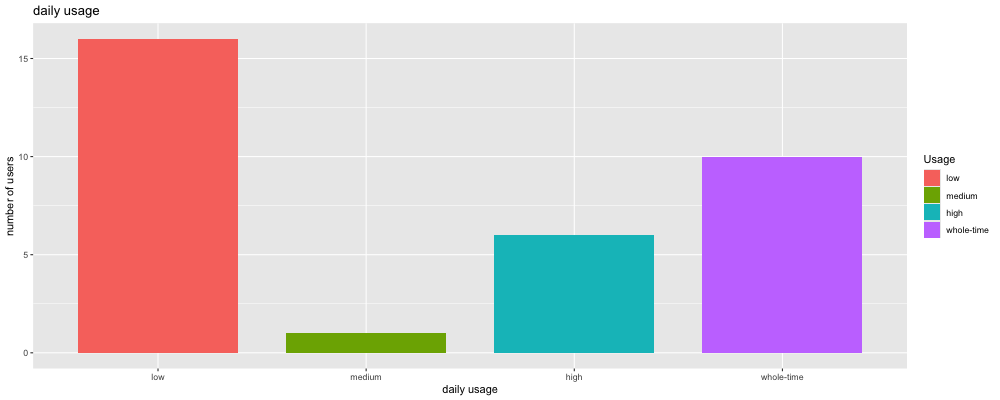 daily usage
number of users
15
10
5
0
low
medium
high
whole-time
daily usage
Usage
low
medium
high
whole-time